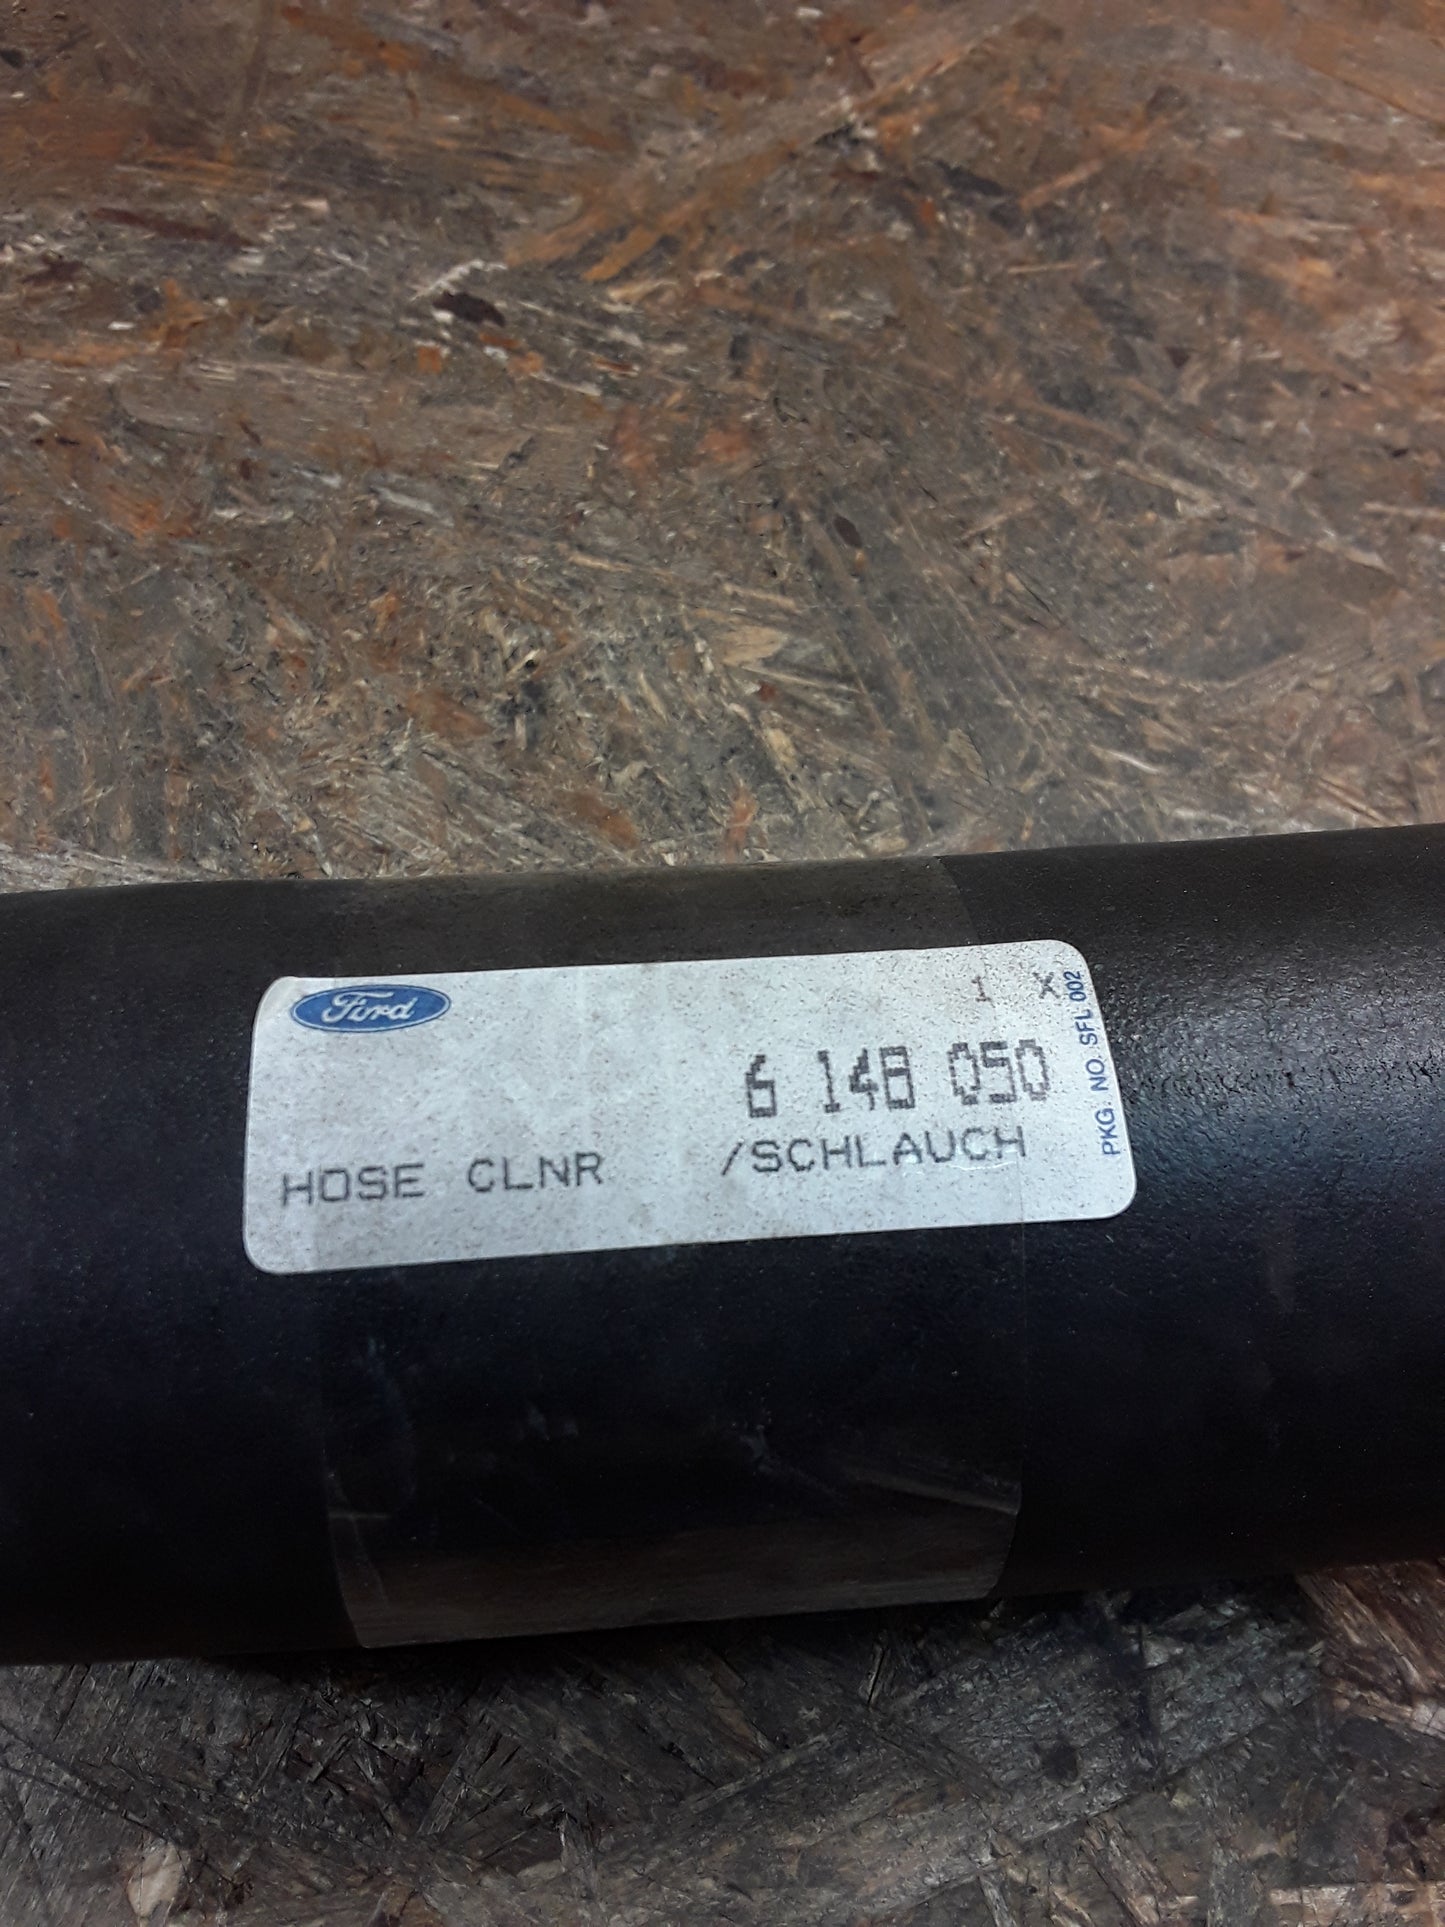 Ford
1 X
6 148 050
HOSE CLNR /SCHLAUCH
PKG. NO. SFL 002